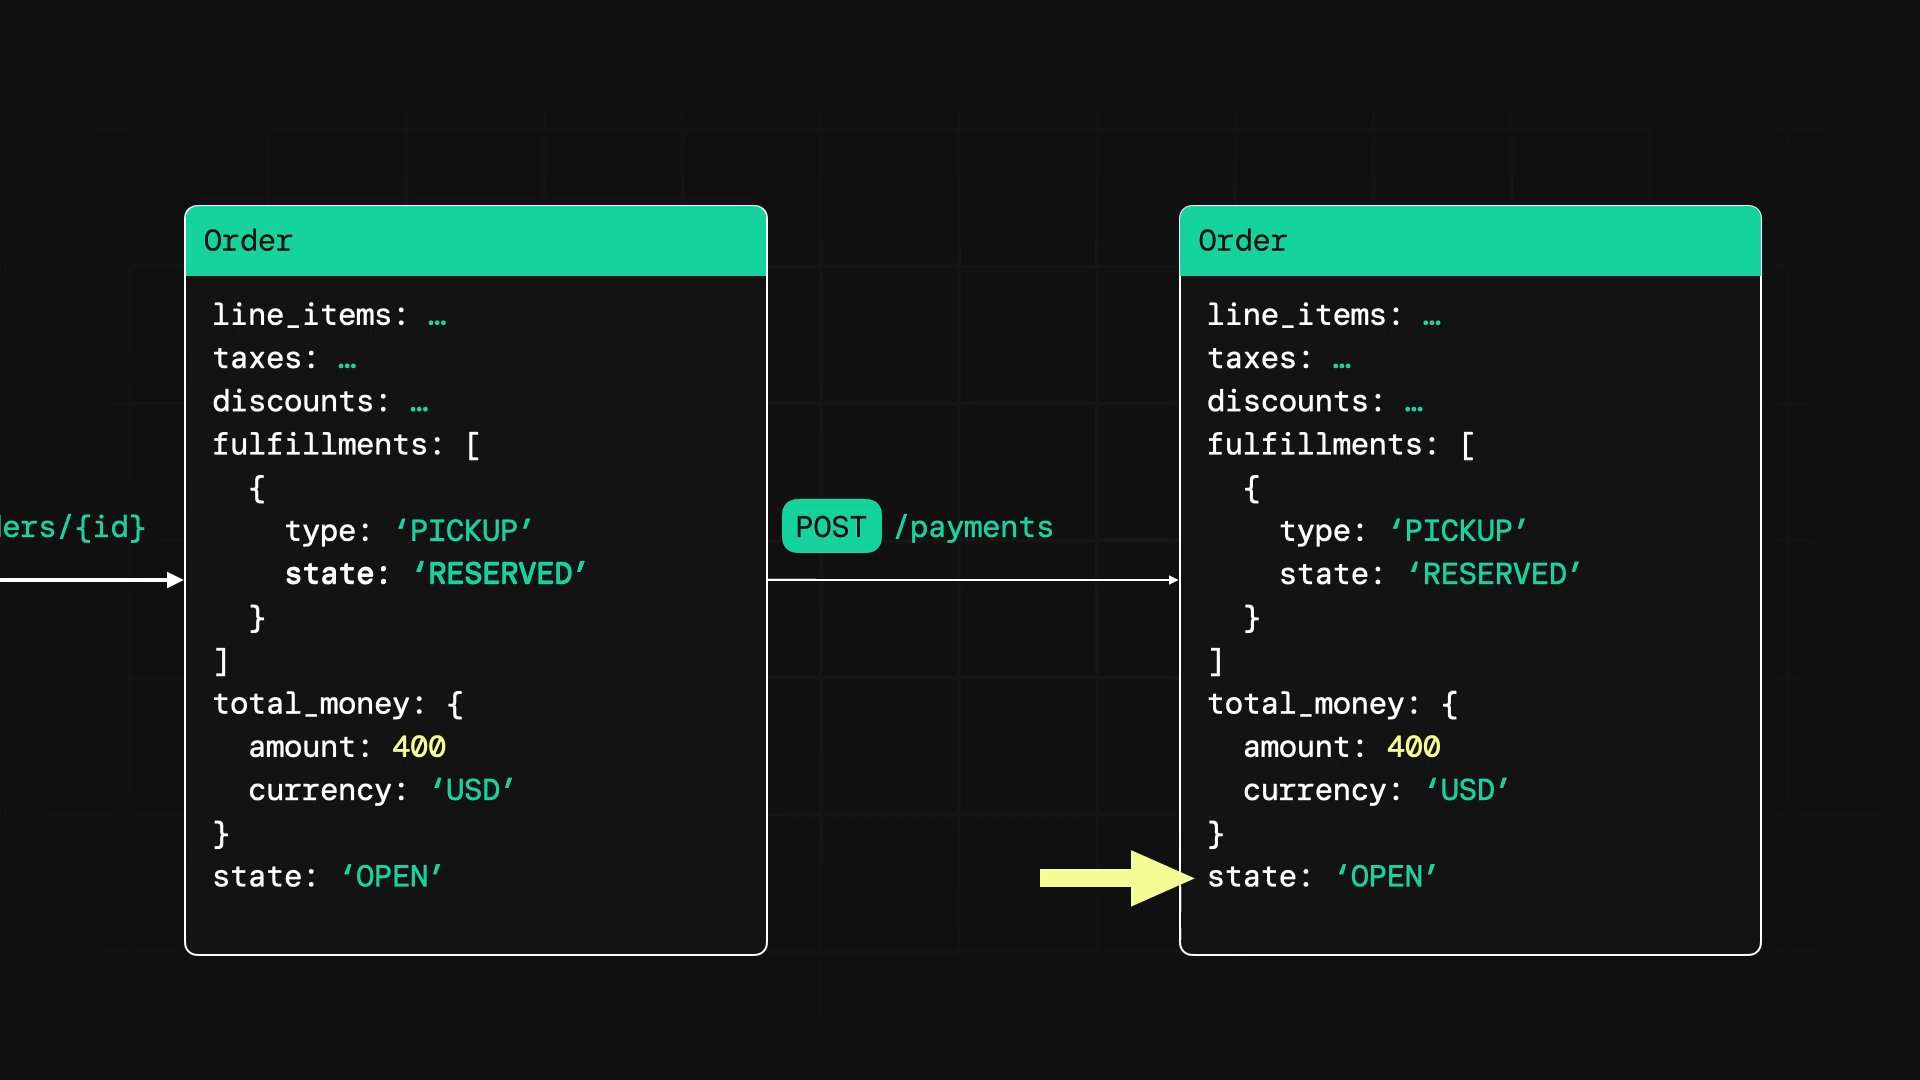 ders/{id}
Order
line_items: …
taxes: …
discounts: …
fulfillments: [
{
type: ‘PICKUP’
state: ‘RESERVED’
}
]
total_money: {
amount: 400
currency: ‘USD’
}
state: ‘OPEN’
POST /payments
Order
line_items: …
taxes: …
discounts: …
fulfillments: [
{
type: ‘PICKUP’
state: ‘RESERVED’
}
]
total_money: {
amount: 400
currency: ‘USD’
}
state: ‘OPEN’